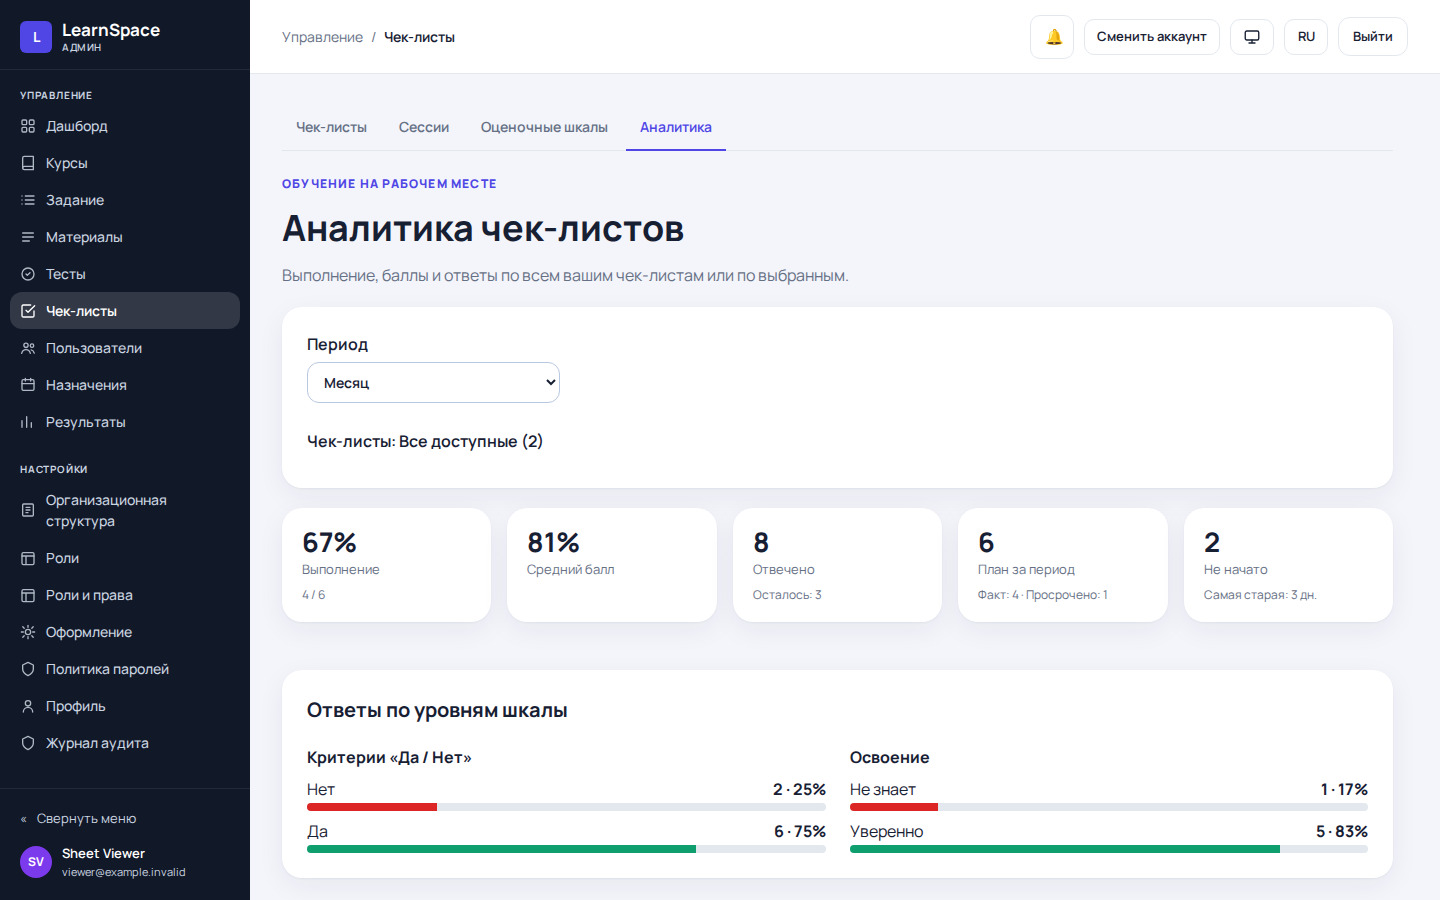 L
LearnSpace
АДМИН
УПРАВЛЕНИЕ
Дашборд
Курсы
Задание
Материалы
Тесты
Чек-листы
Пользователи
Назначения
Результаты
НАСТРОЙКИ
Организационная
структура
Роли
Роли и права
Оформление
Политика паролей
Профиль
Журнал аудита
« Свернуть меню
SV
Sheet Viewer
viewer@example.invalid
Управление / Чек-листы
Сменить аккаунт
RU
Выйти
Чек-листы
Сессии
Оценочные шкалы
Аналитика
ОБУЧЕНИЕ НА РАБОЧЕМ МЕСТЕ
Аналитика чек-листов
Выполнение, баллы и ответы по всем вашим чек-листам или по выбранным.
Период
Месяц
Чек-листы: Все доступные (2)
67%
Выполнение
4 / 6
81%
Средний балл
8
Отвечено
Осталось: 3
6
План за период
Факт: 4 · Просрочено: 1
2
Не начато
Самая старая: 3 дн.
Ответы по уровням шкалы
Критерии «Да / Нет»
Нет 2 · 25%
Да 6 · 75%
Освоение
Не знает 1 · 17%
Уверенно 5 · 83%